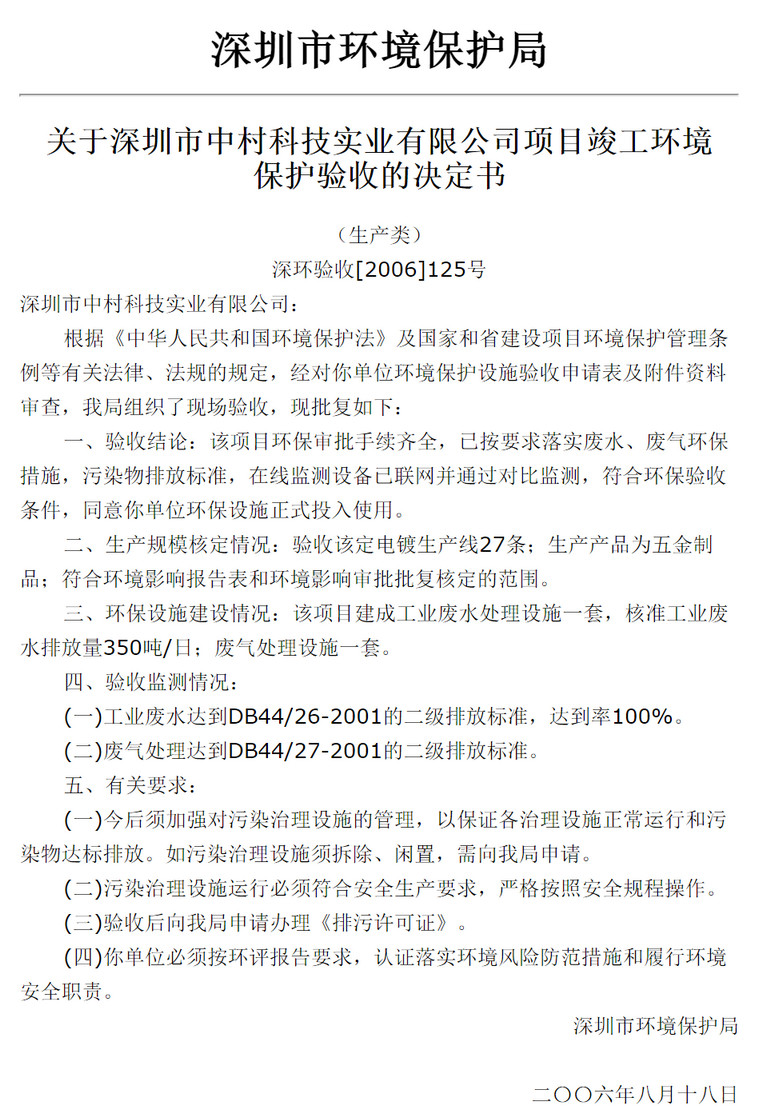 深圳市环境保护局
关于深圳市中村科技实业有限公司项目竣工环境
保护验收的决定书
（生产类）
深环验收[2006]125号
深圳市中村科技实业有限公司：
根据《中华人民共和国环境保护法》及国家和省建设项目环境保护管理条
例等有关法律、法规的规定，经对你单位环境保护设施验收申请表及附件资料
审查，我局组织了现场验收，现批复如下：
一、验收结论：该项目环保审批手续齐全，已按要求落实废水、废气环保
措施，污染物排放标准，在线监测设备已联网并通过对比监测，符合环保验收
条件，同意你单位环保设施正式投入使用。
二、生产规模核定情况：验收该定电镀生产线27条；生产产品为五金制
品；符合环境影响报告表和环境影响审批批复核定的范围。
三、环保设施建设情况：该项目建成工业废水处理设施一套，核准工业废
水排放量350吨/日；废气处理设施一套。
四、验收监测情况：
(一)工业废水达到DB44/26-2001的二级排放标准，达到率100%。
(二)废气处理达到DB44/27-2001的二级排放标准。
五、有关要求：
(一)今后须加强对污染治理设施的管理，以保证各治理设施正常运行和污
染物达标排放。如污染治理设施须拆除、闲置，需向我局申请。
(二)污染治理设施运行必须符合安全生产要求，严格按照安全规程操作。
(三)验收后向我局申请办理《排污许可证》。
(四)你单位必须按环评报告要求，认证落实环境风险防范措施和履行环境
安全职责。
深圳市环境保护局
二〇〇六年八月十八日